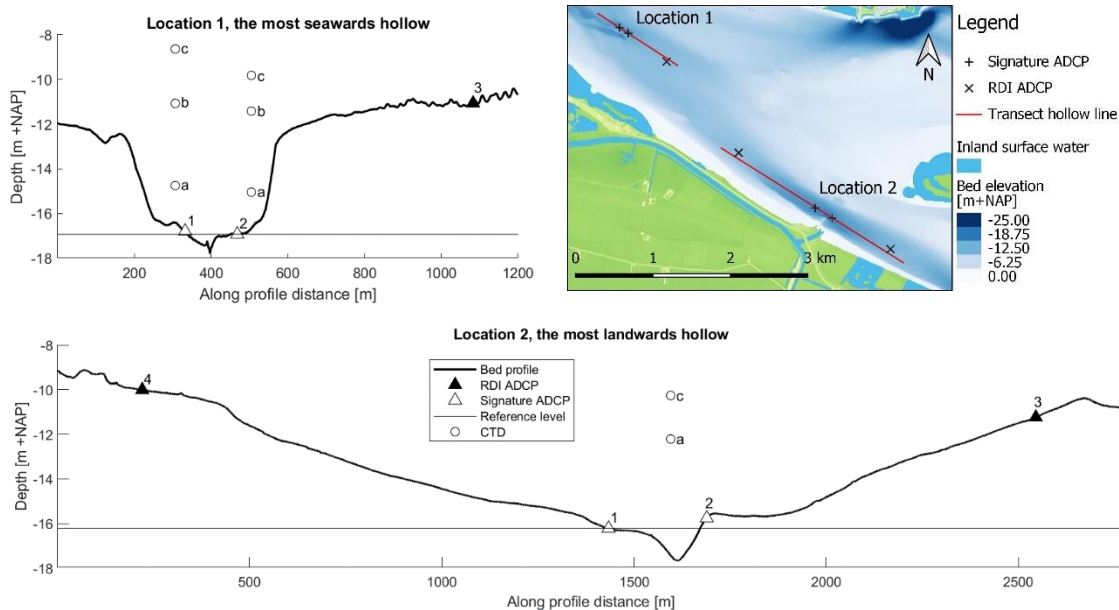 Location 1, the most seawards hollow
-8
-10
-12
-14
-16
-18
Depth [m +NAP]
c
c
b
b
a
a
1
2
3
200
400
600
800
1000
1200
Along profile distance [m]
Location 1
Location 2
N
0
1
2
3 km
Legend
Signature ADCP
RDI ADCP
Transect hollow line
Inland surface water
Bed elevation
[m+NAP]
-25.00
-18.75
-12.50
-6.25
0.00
Location 2, the most landwards hollow
-8
-10
-12
-14
-16
-18
Depth [m +NAP]
4
Bed profile
RDI ADCP
Signature ADCP
Reference level
CTD
c
a
1
2
3
500
1000
1500
2000
2500
Along profile distance [m]